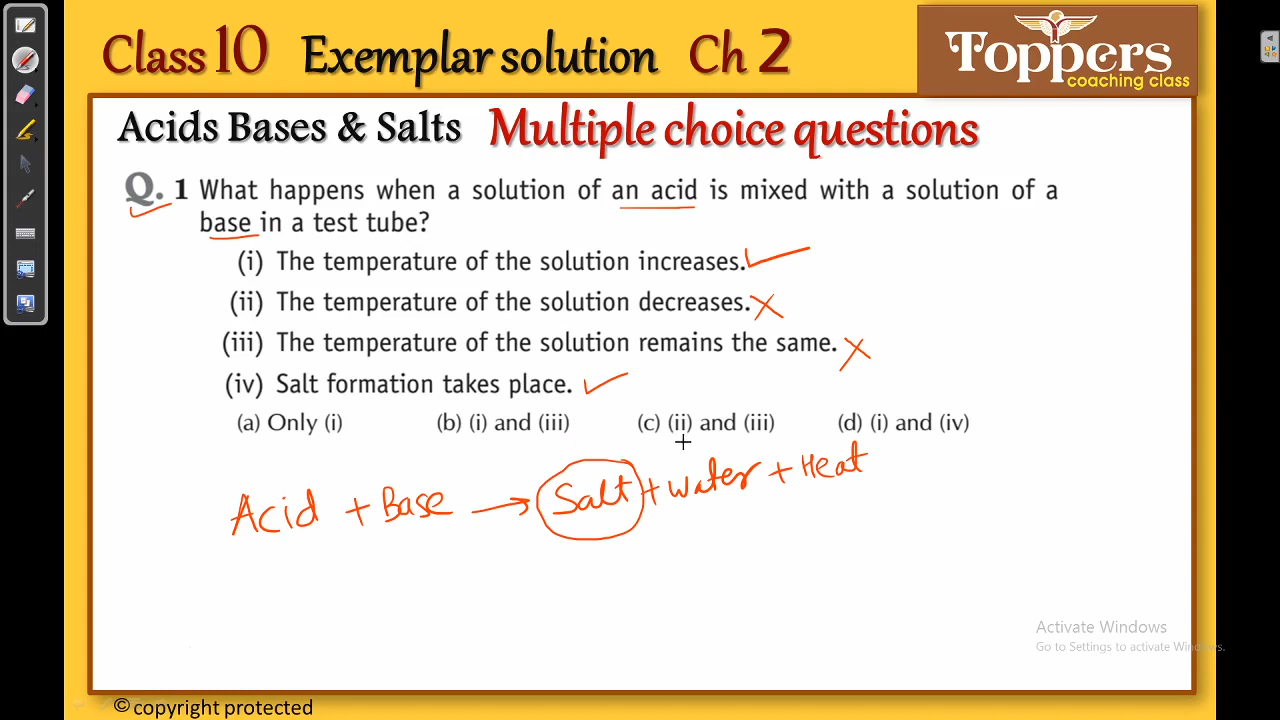 Class 10 Exemplar solution Ch 2
Toppers
coaching class
Acids Bases & Salts Multiple choice questions
Q. 1 What happens when a solution of an acid is mixed with a solution of a
base in a test tube?
(i) The temperature of the solution increases.
(ii) The temperature of the solution decreases.
(iii) The temperature of the solution remains the same.
(iv) Salt formation takes place.
(a) Only (i) (b) (i) and (iii) (c) (ii) and (iii) (d) (i) and (iv)
Acid + Base → Salt + Water + Heat
Activate Windows
Go to Settings to activate Windows.
© copyright protected